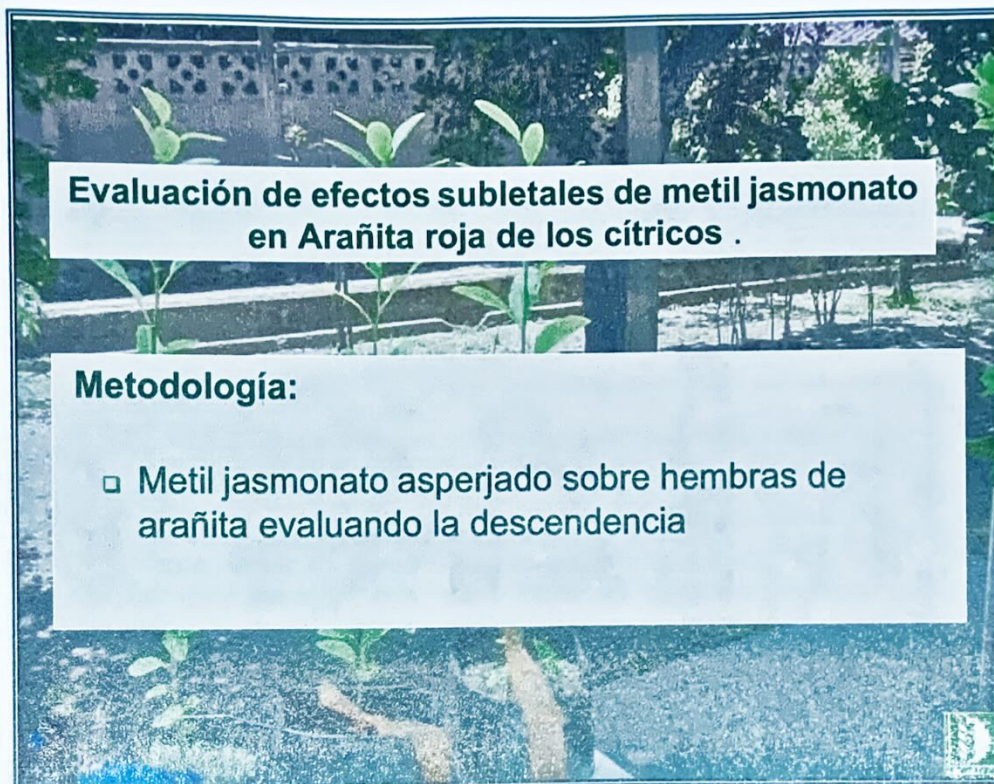 Evaluación de efectos subletales de metil jasmonato
en Arañita roja de los cítricos .
Metodología:
▫ Metil jasmonato asperjado sobre hembras de
arañita evaluando la descendencia